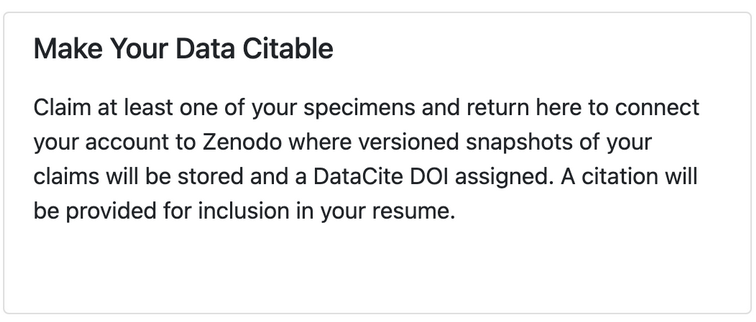 Make Your Data Citable
Claim at least one of your specimens and return here to connect
your account to Zenodo where versioned snapshots of your
claims will be stored and a DataCite DOI assigned. A citation will
be provided for inclusion in your resume.